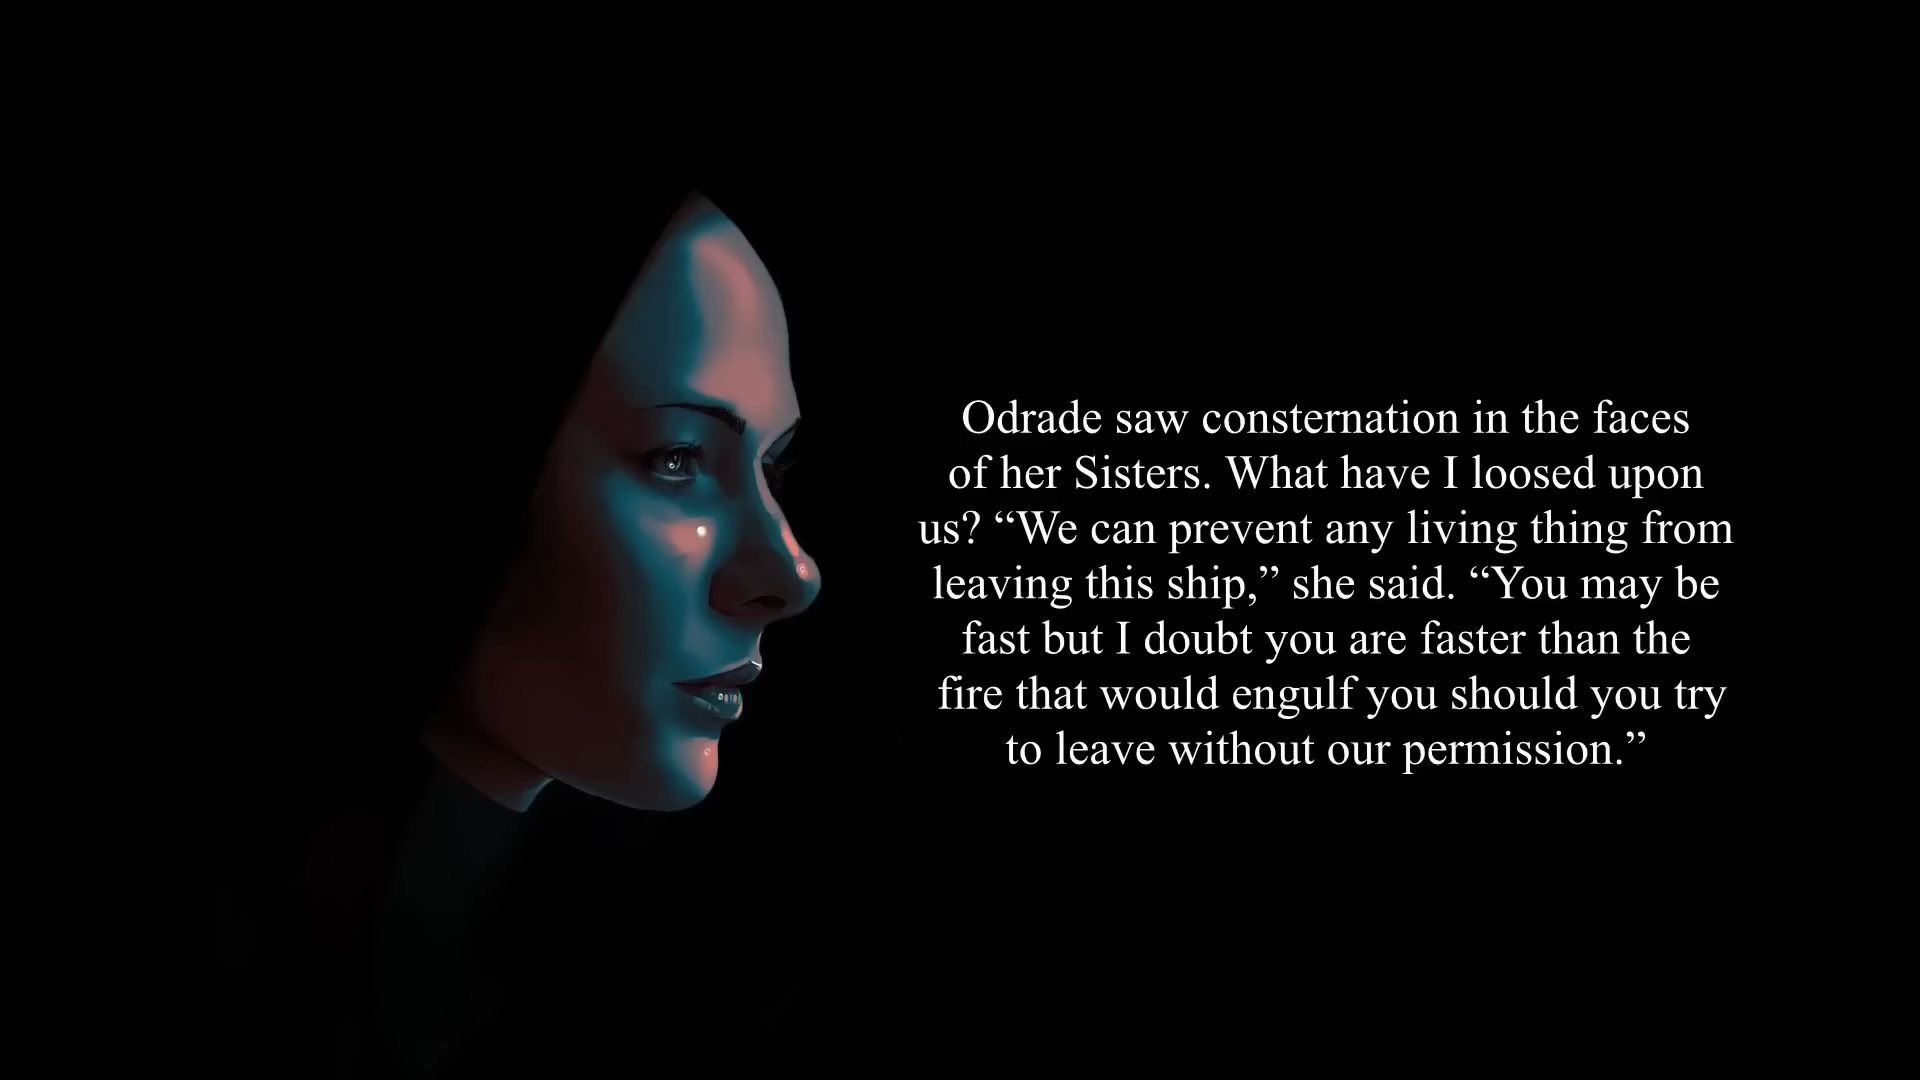 Odrade saw consternation in the faces
of her Sisters. What have I loosed upon
us? “We can prevent any living thing from
leaving this ship,” she said. “You may be
fast but I doubt you are faster than the
fire that would engulf you should you try
to leave without our permission.”